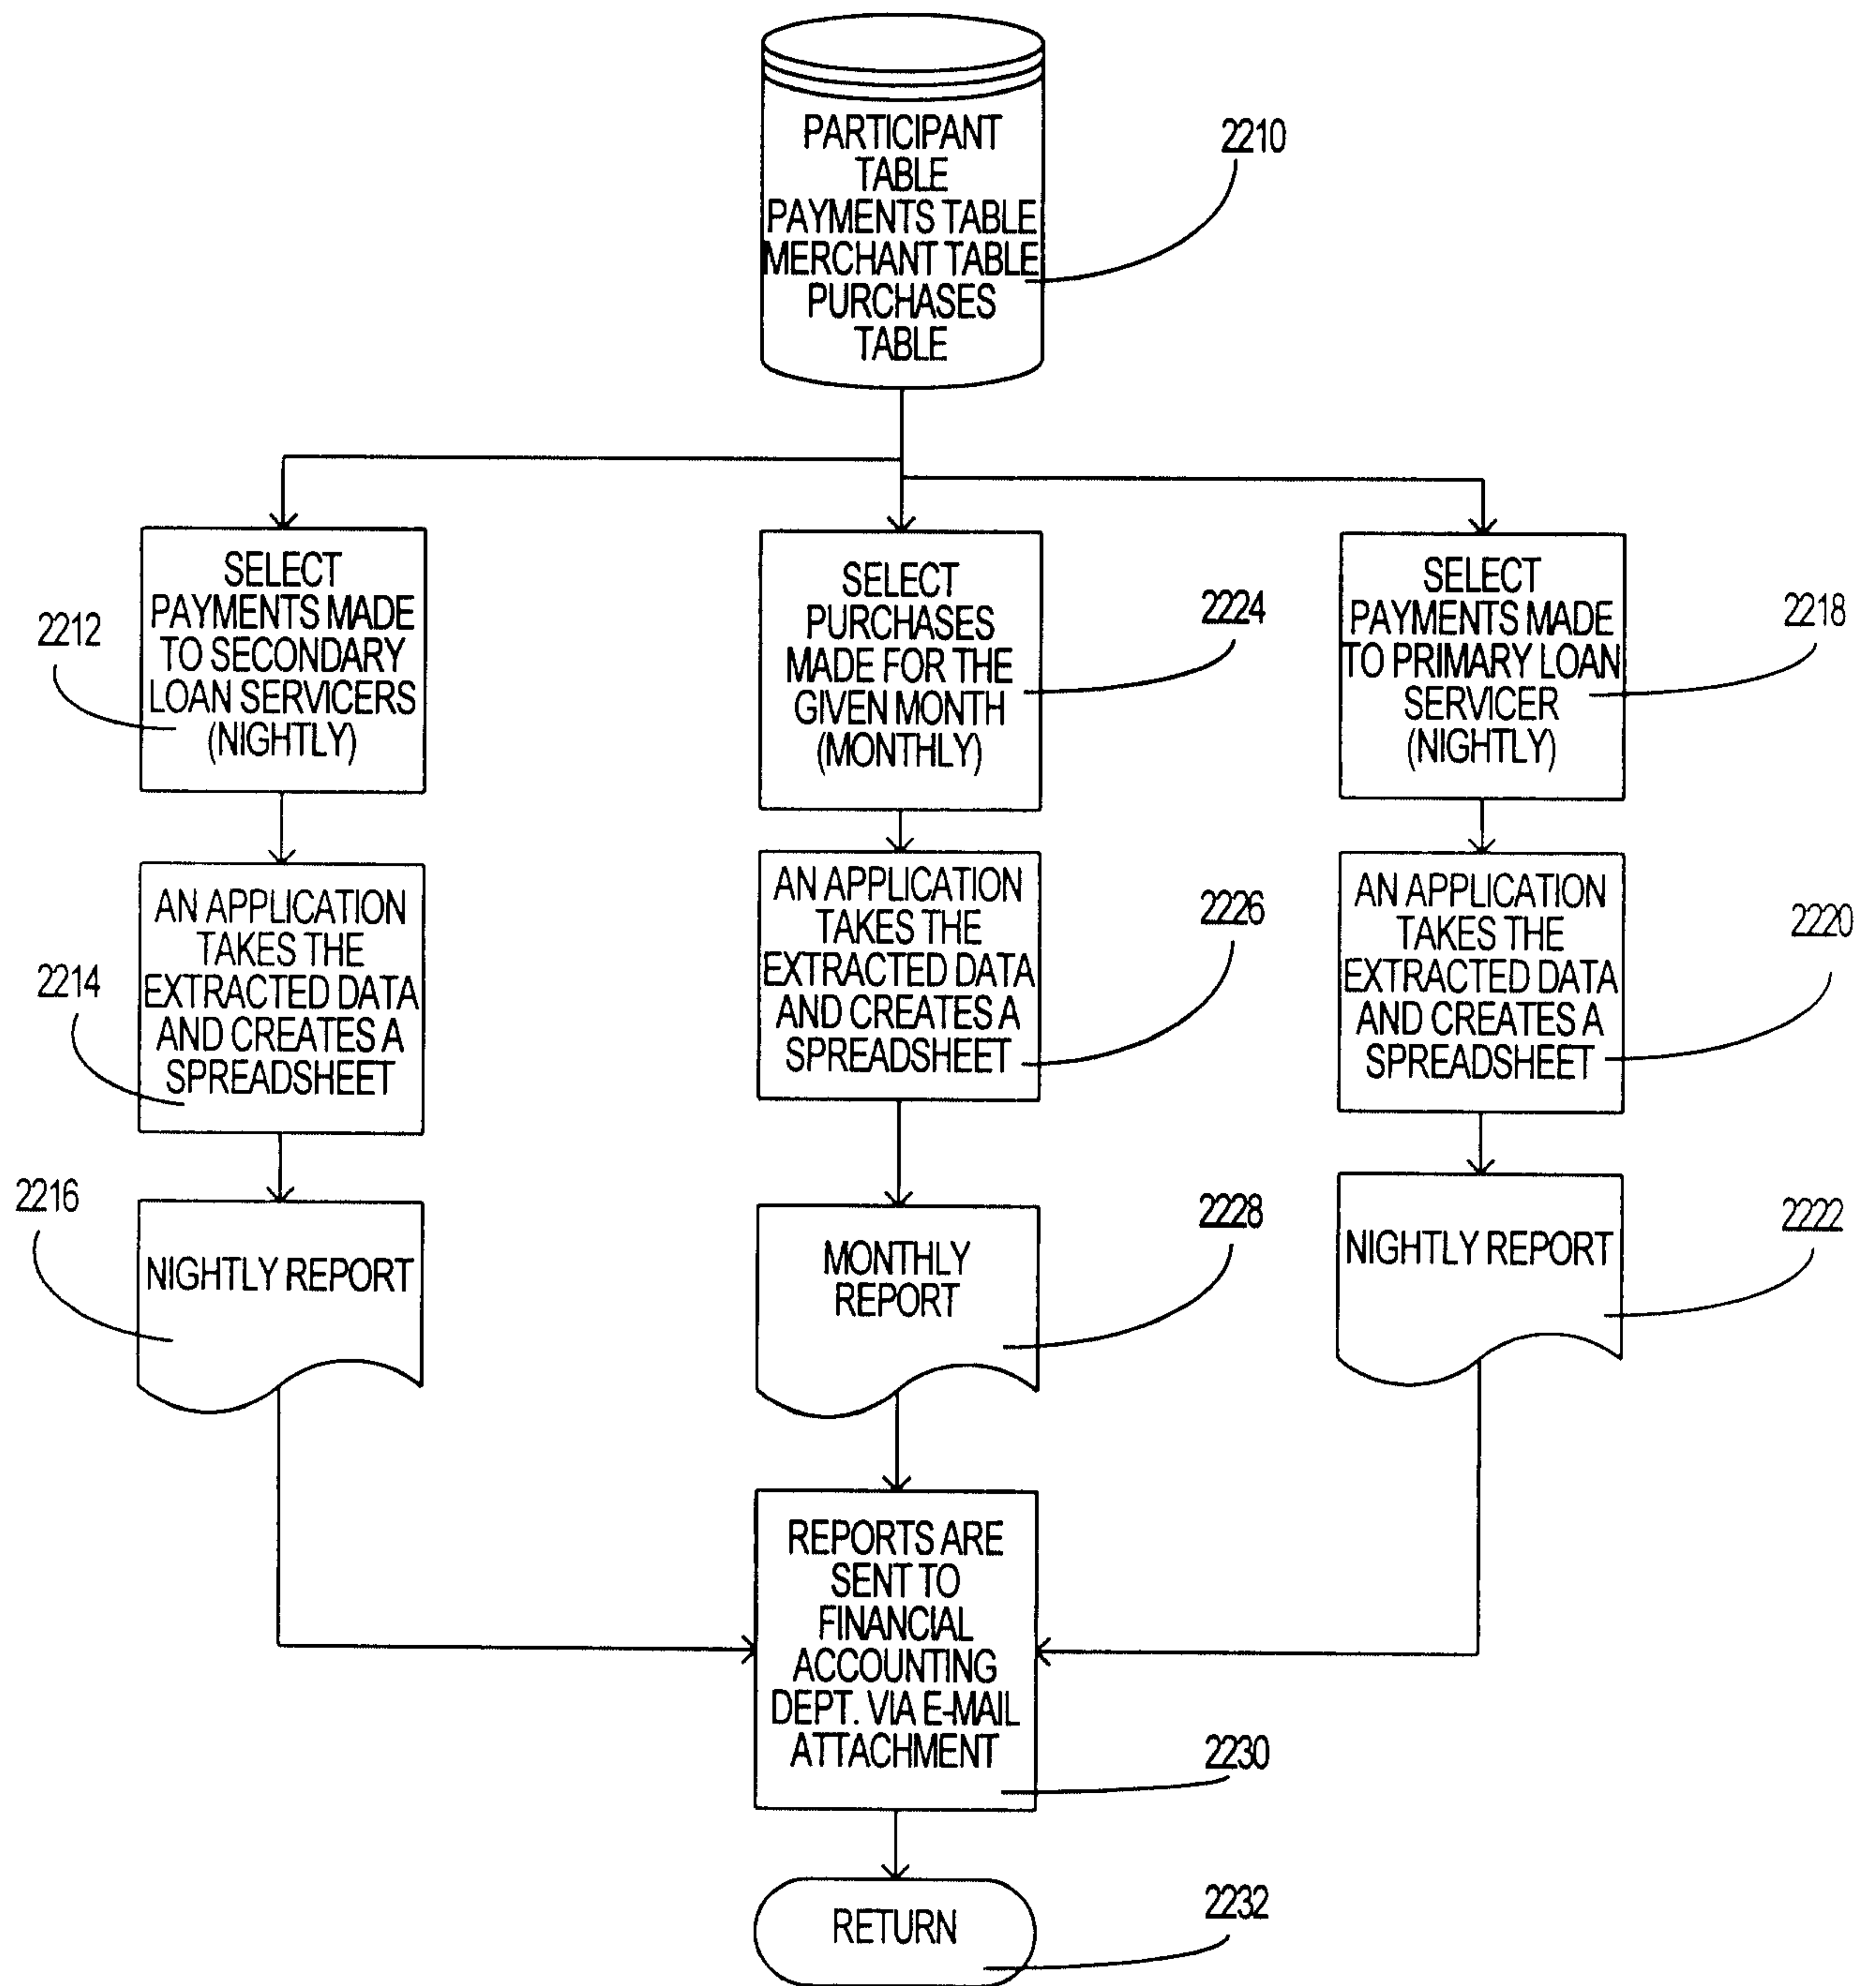 PARTICIPANT
TABLE
PAYMENTS TABLE
MERCHANT TABLE
PURCHASES
TABLE
2210
SELECT
PAYMENTS MADE
TO SECONDARY
LOAN SERVICERS
(NIGHTLY)
2212
SELECT
PURCHASES
MADE FOR THE
GIVEN MONTH
(MONTHLY)
2224
SELECT
PAYMENTS MADE
TO PRIMARY LOAN
SERVICER
(NIGHTLY)
2218
AN APPLICATION
TAKES THE
EXTRACTED DATA
AND CREATES A
SPREADSHEET
2214
AN APPLICATION
TAKES THE
EXTRACTED DATA
AND CREATES A
SPREADSHEET
2226
AN APPLICATION
TAKES THE
EXTRACTED DATA
AND CREATES A
SPREADSHEET
2220
2216
NIGHTLY REPORT
MONTHLY
REPORT
2228
NIGHTLY REPORT
2222
REPORTS ARE
SENT TO
FINANCIAL
ACCOUNTING
DEPT. VIA E-MAIL
ATTACHMENT
2230
RETURN
2232